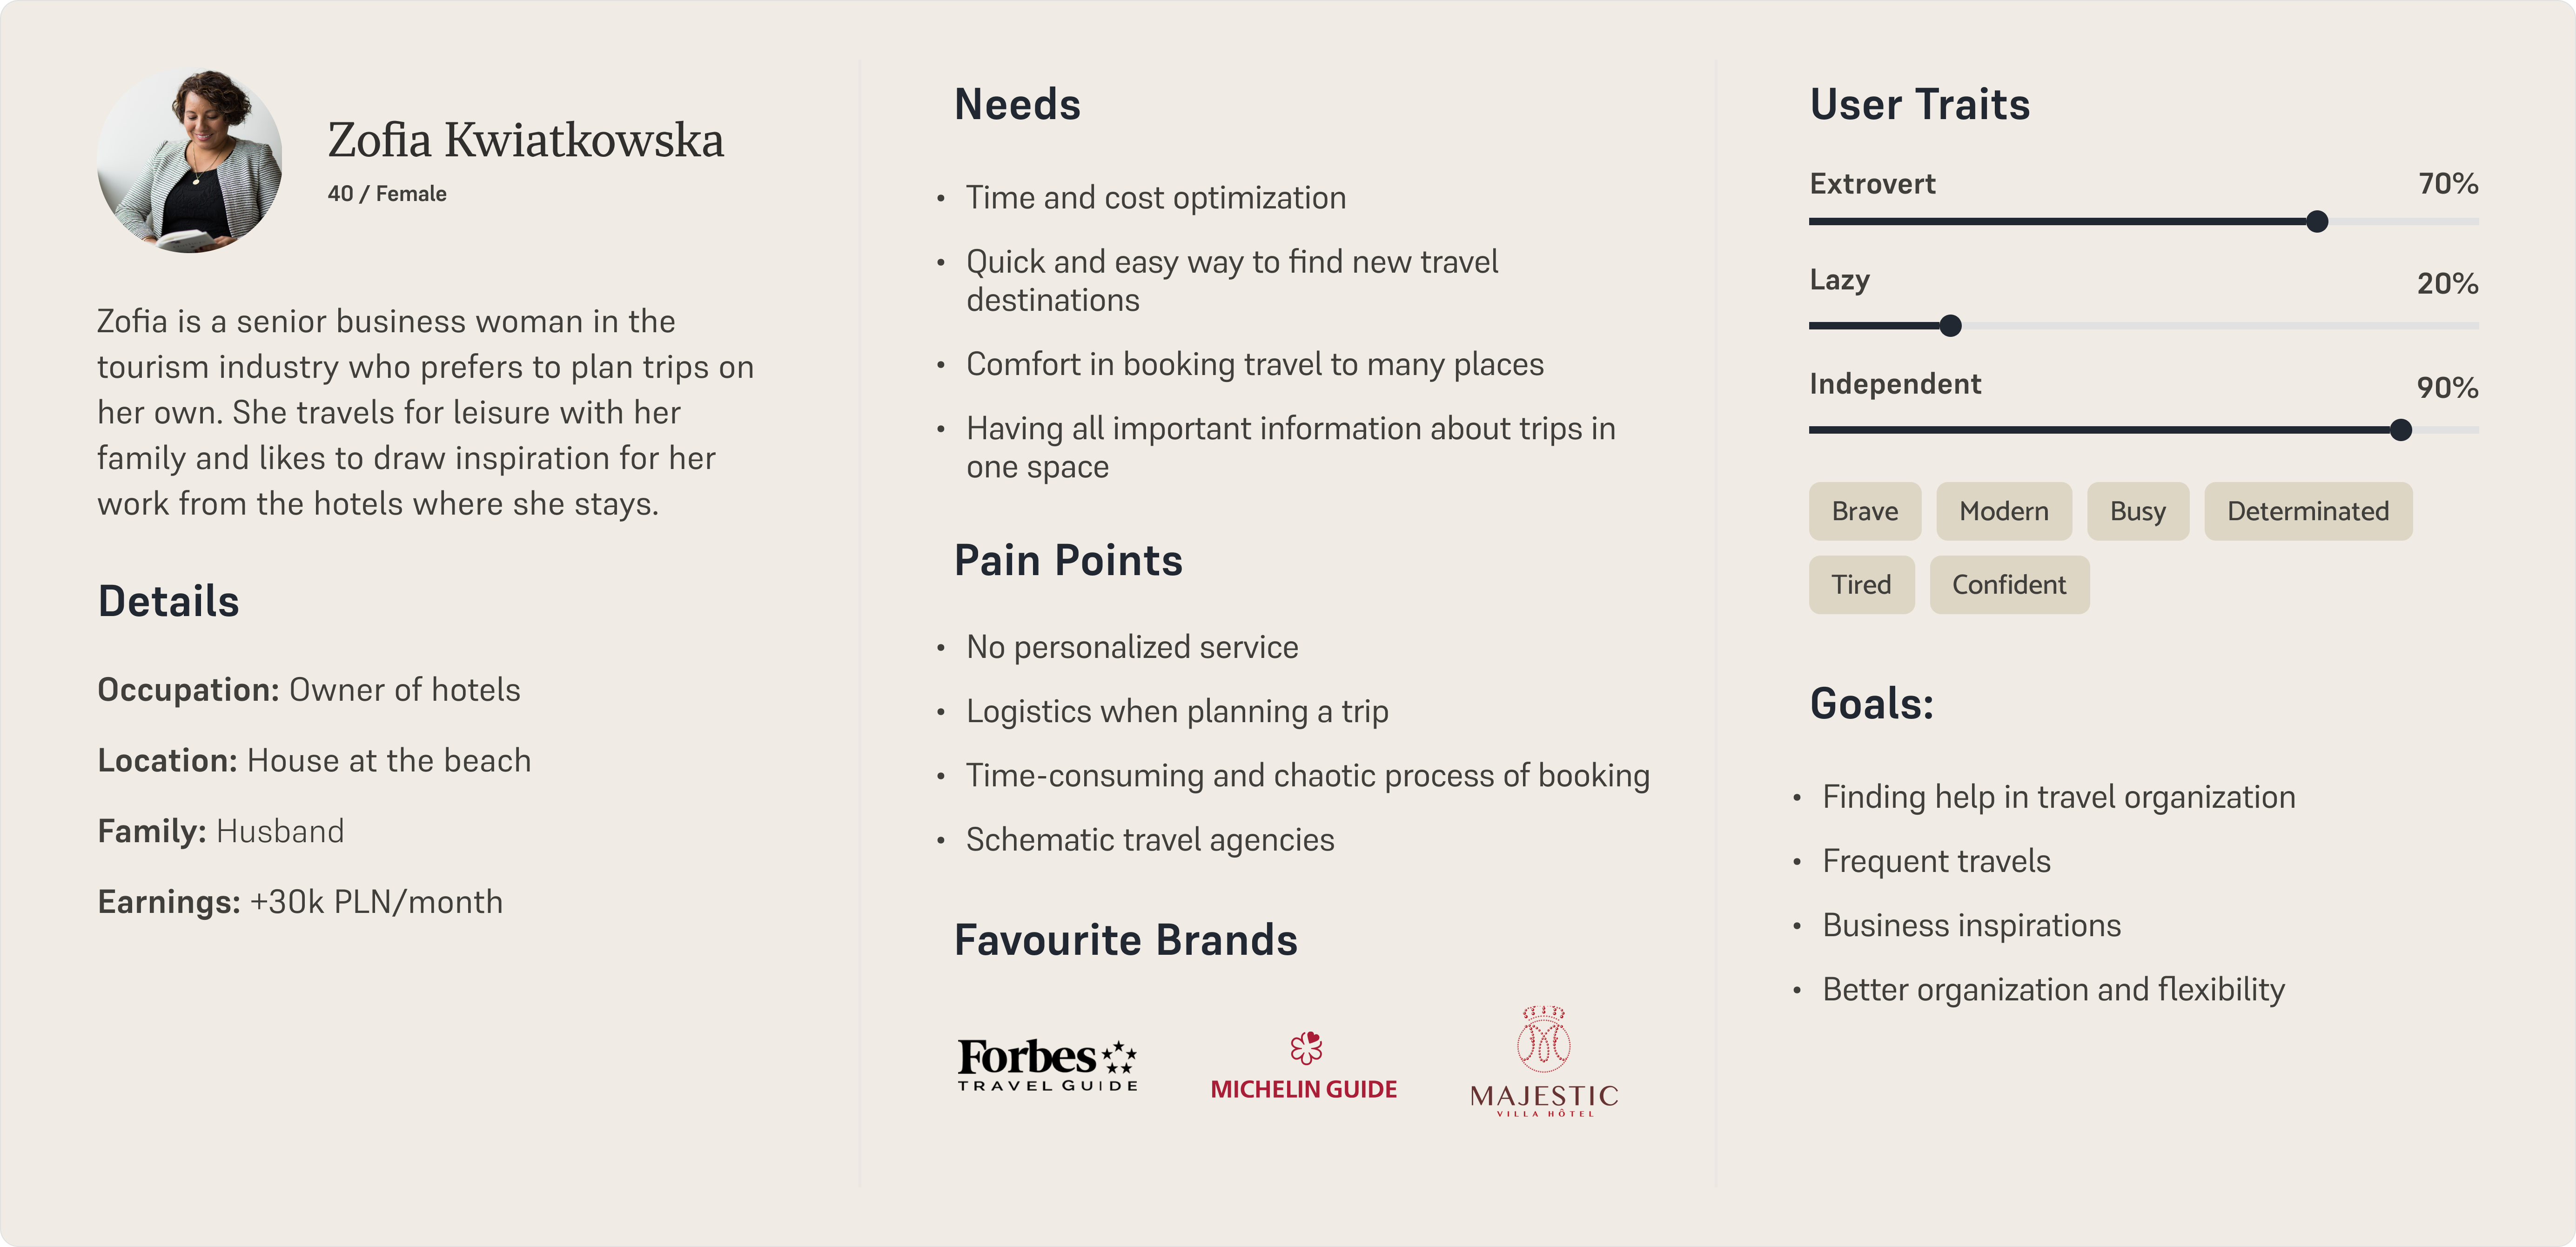 Zofia Kwiatkowska
40 / Female
Zofia is a senior business woman in the
tourism industry who prefers to plan trips on
her own. She travels for leisure with her
family and likes to draw inspiration for her
work from the hotels where she stays.
Details
Occupation: Owner of hotels
Location: House at the beach
Family: Husband
Earnings: +30k PLN/month
Needs
• Time and cost optimization
• Quick and easy way to find new travel
destinations
• Comfort in booking travel to many places
• Having all important information about trips in
one space
Pain Points
• No personalized service
• Logistics when planning a trip
• Time-consuming and chaotic process of booking
• Schematic travel agencies
Favourite Brands
Forbes
TRAVEL GUIDE
MICHELIN GUIDE
MAJESTIC
VILLA HÔTEL
User Traits
Extrovert 70%
Lazy 20%
Independent 90%
Brave Modern Busy Determinated
Tired Confident
Goals:
• Finding help in travel organization
• Frequent travels
• Business inspirations
• Better organization and flexibility